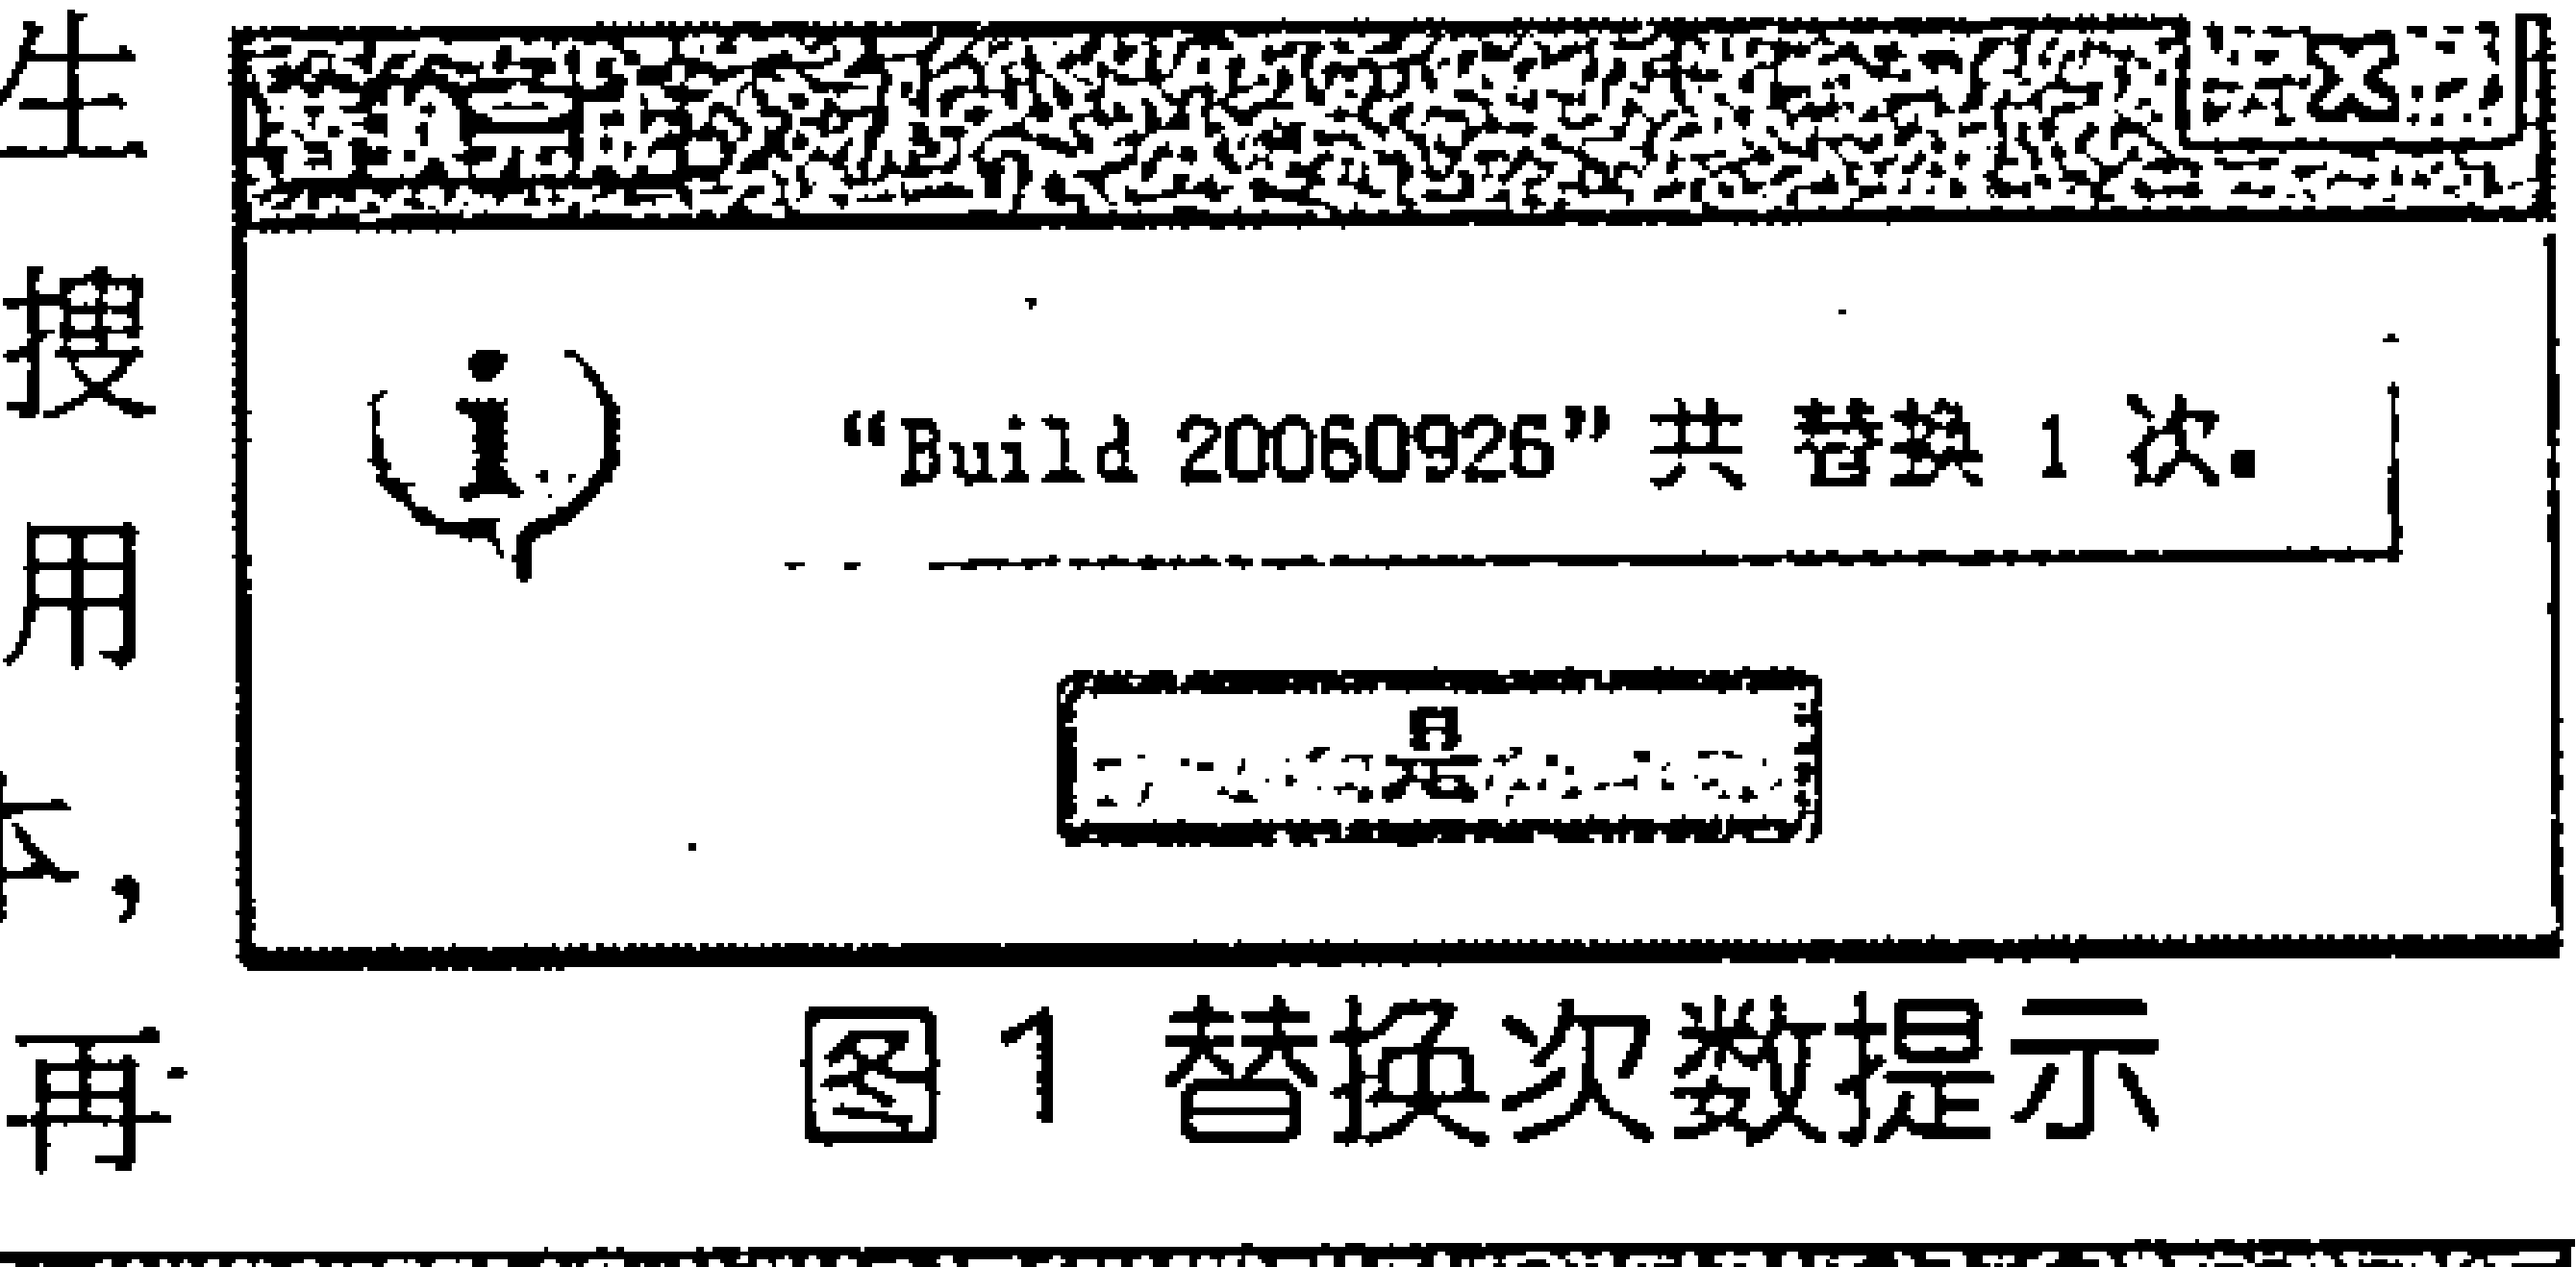 生
搜
用
本,
再
“Build 20060926” 共 替换 1 次.
是
图 1 替换次数提示